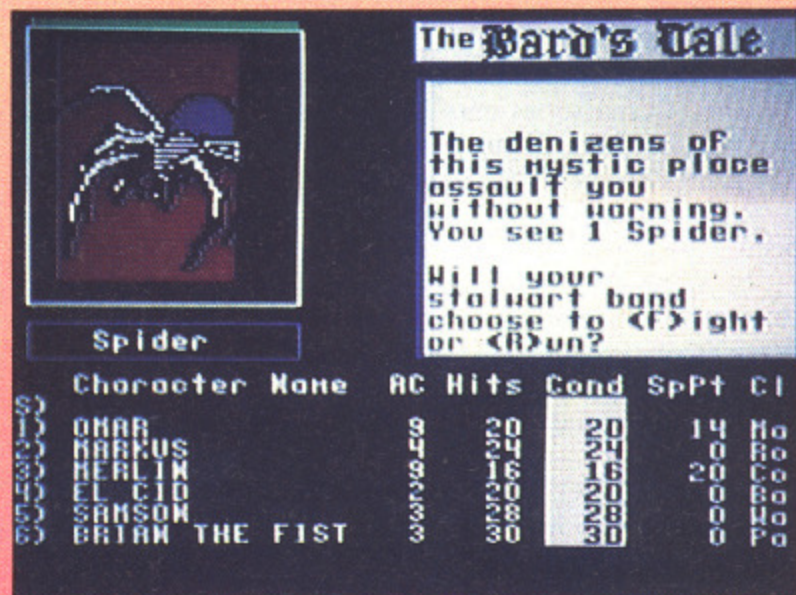 The Bard's Tale
The denizens of
this mystic place
assault you
without warning.
You see 1 Spider.
Will your
stalwart band
choose to <F>ight
or <R>un?
Spider
Character Name AC Hits Cond SpPt Cl
S)
1) OMAR 9 20 20 14 Ma
2) MARKUS 4 24 24 0 Ro
3) MERLIN 9 16 16 20 Co
4) EL CID 2 20 20 0 Ba
5) SAMSON 3 28 28 0 Wa
6) BRIAN THE FIST 3 30 30 0 Pa